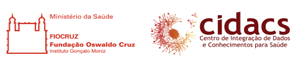 Ministério da Saúde
FIOCRUZ
Fundação Oswaldo Cruz
Instituto Gonçalo Moniz
cidacs
Centro de Integração de Dados
e Conhecimentos para Saúde